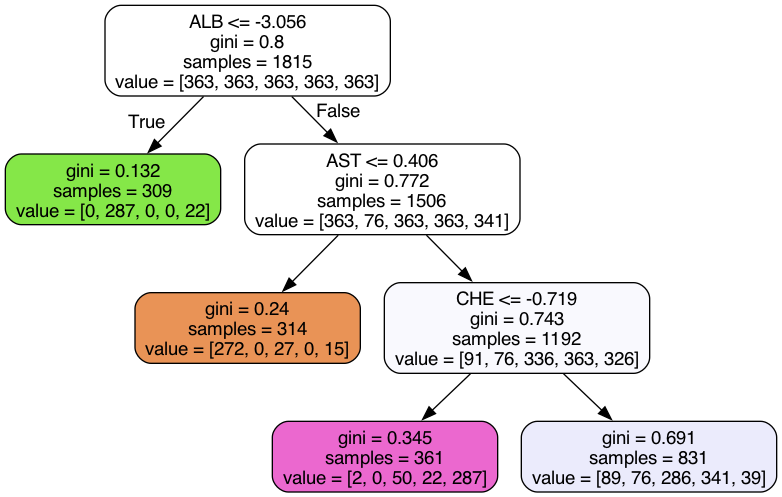 ALB <= -3.056
gini = 0.8
samples = 1815
value = [363, 363, 363, 363, 363]
True
False
gini = 0.132
samples = 309
value = [0, 287, 0, 0, 22]
AST <= 0.406
gini = 0.772
samples = 1506
value = [363, 76, 363, 363, 341]
gini = 0.24
samples = 314
value = [272, 0, 27, 0, 15]
CHE <= -0.719
gini = 0.743
samples = 1192
value = [91, 76, 336, 363, 326]
gini = 0.345
samples = 361
value = [2, 0, 50, 22, 287]
gini = 0.691
samples = 831
value = [89, 76, 286, 341, 39]